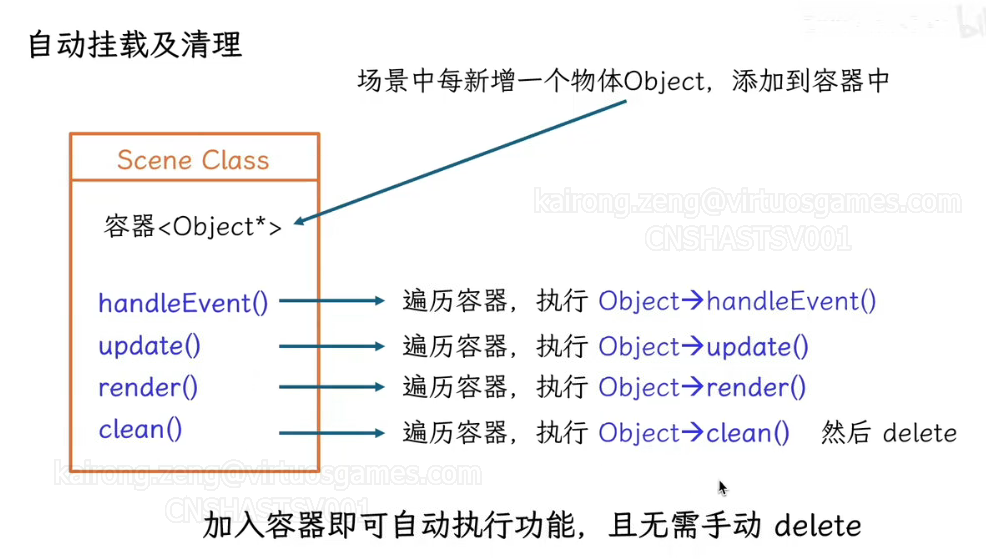 自动挂载及清理
场景中每新增一个物体Object，添加到容器中
Scene Class
容器<Object*>
handleEvent() → 遍历容器，执行 Object→handleEvent()
update() → 遍历容器，执行 Object→update()
render() → 遍历容器，执行 Object→render()
clean() → 遍历容器，执行 Object→clean() 然后 delete
加入容器即可自动执行功能，且无需手动 delete
kairong.zeng@virtuosgames.com
CNSHASTSV001
kairong.zeng@virtuosgames.com
CNSHASTSV001